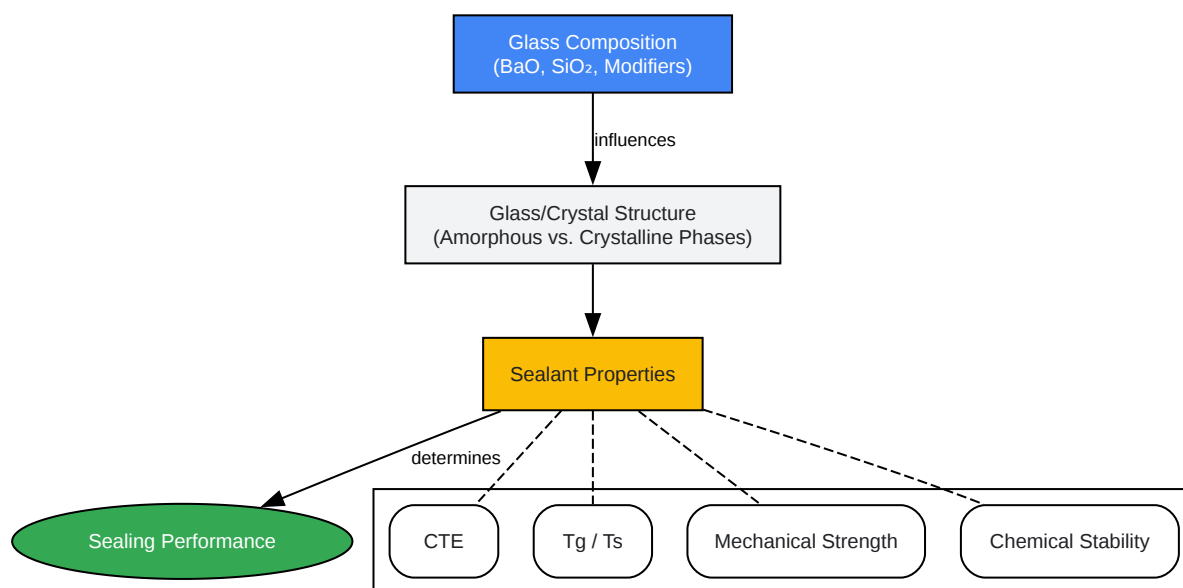 Glass Composition
(BaO, SiO₂, Modifiers)
influences
Glass/Crystal Structure
(Amorphous vs. Crystalline Phases)
Sealant Properties
determines
Sealing Performance
CTE
Tg / Ts
Mechanical Strength
Chemical Stability